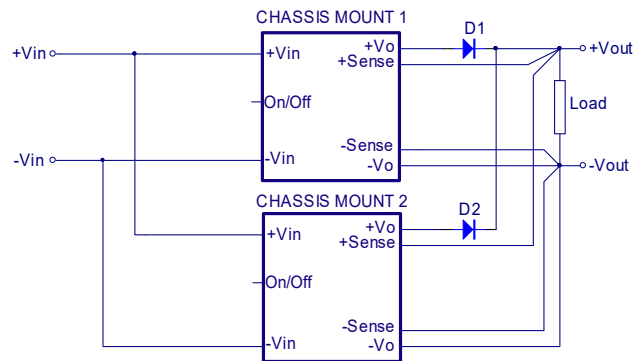 CHASSIS MOUNT 1
D1
+Vin
+Vin
+Vo
+Sense
+Vout
On/Off
Load
-Vin
-Vin
-Sense
-Vo
-Vout
CHASSIS MOUNT 2
D2
+Vin
+Vo
+Sense
On/Off
-Vin
-Sense
-Vo